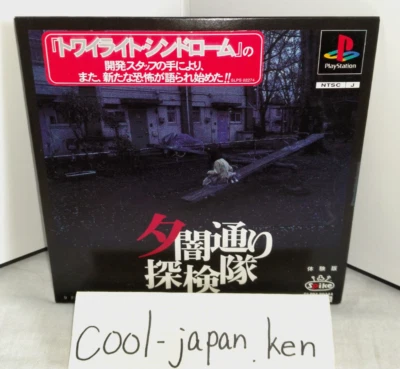 『トワイライト・シンドローム』の
開発スタッフの手により、
また、新たな恐怖が語られ始めた!!
PlayStation
NTSC J
夕闇通り
探検隊
体験版
Spike
cool-japan.ken